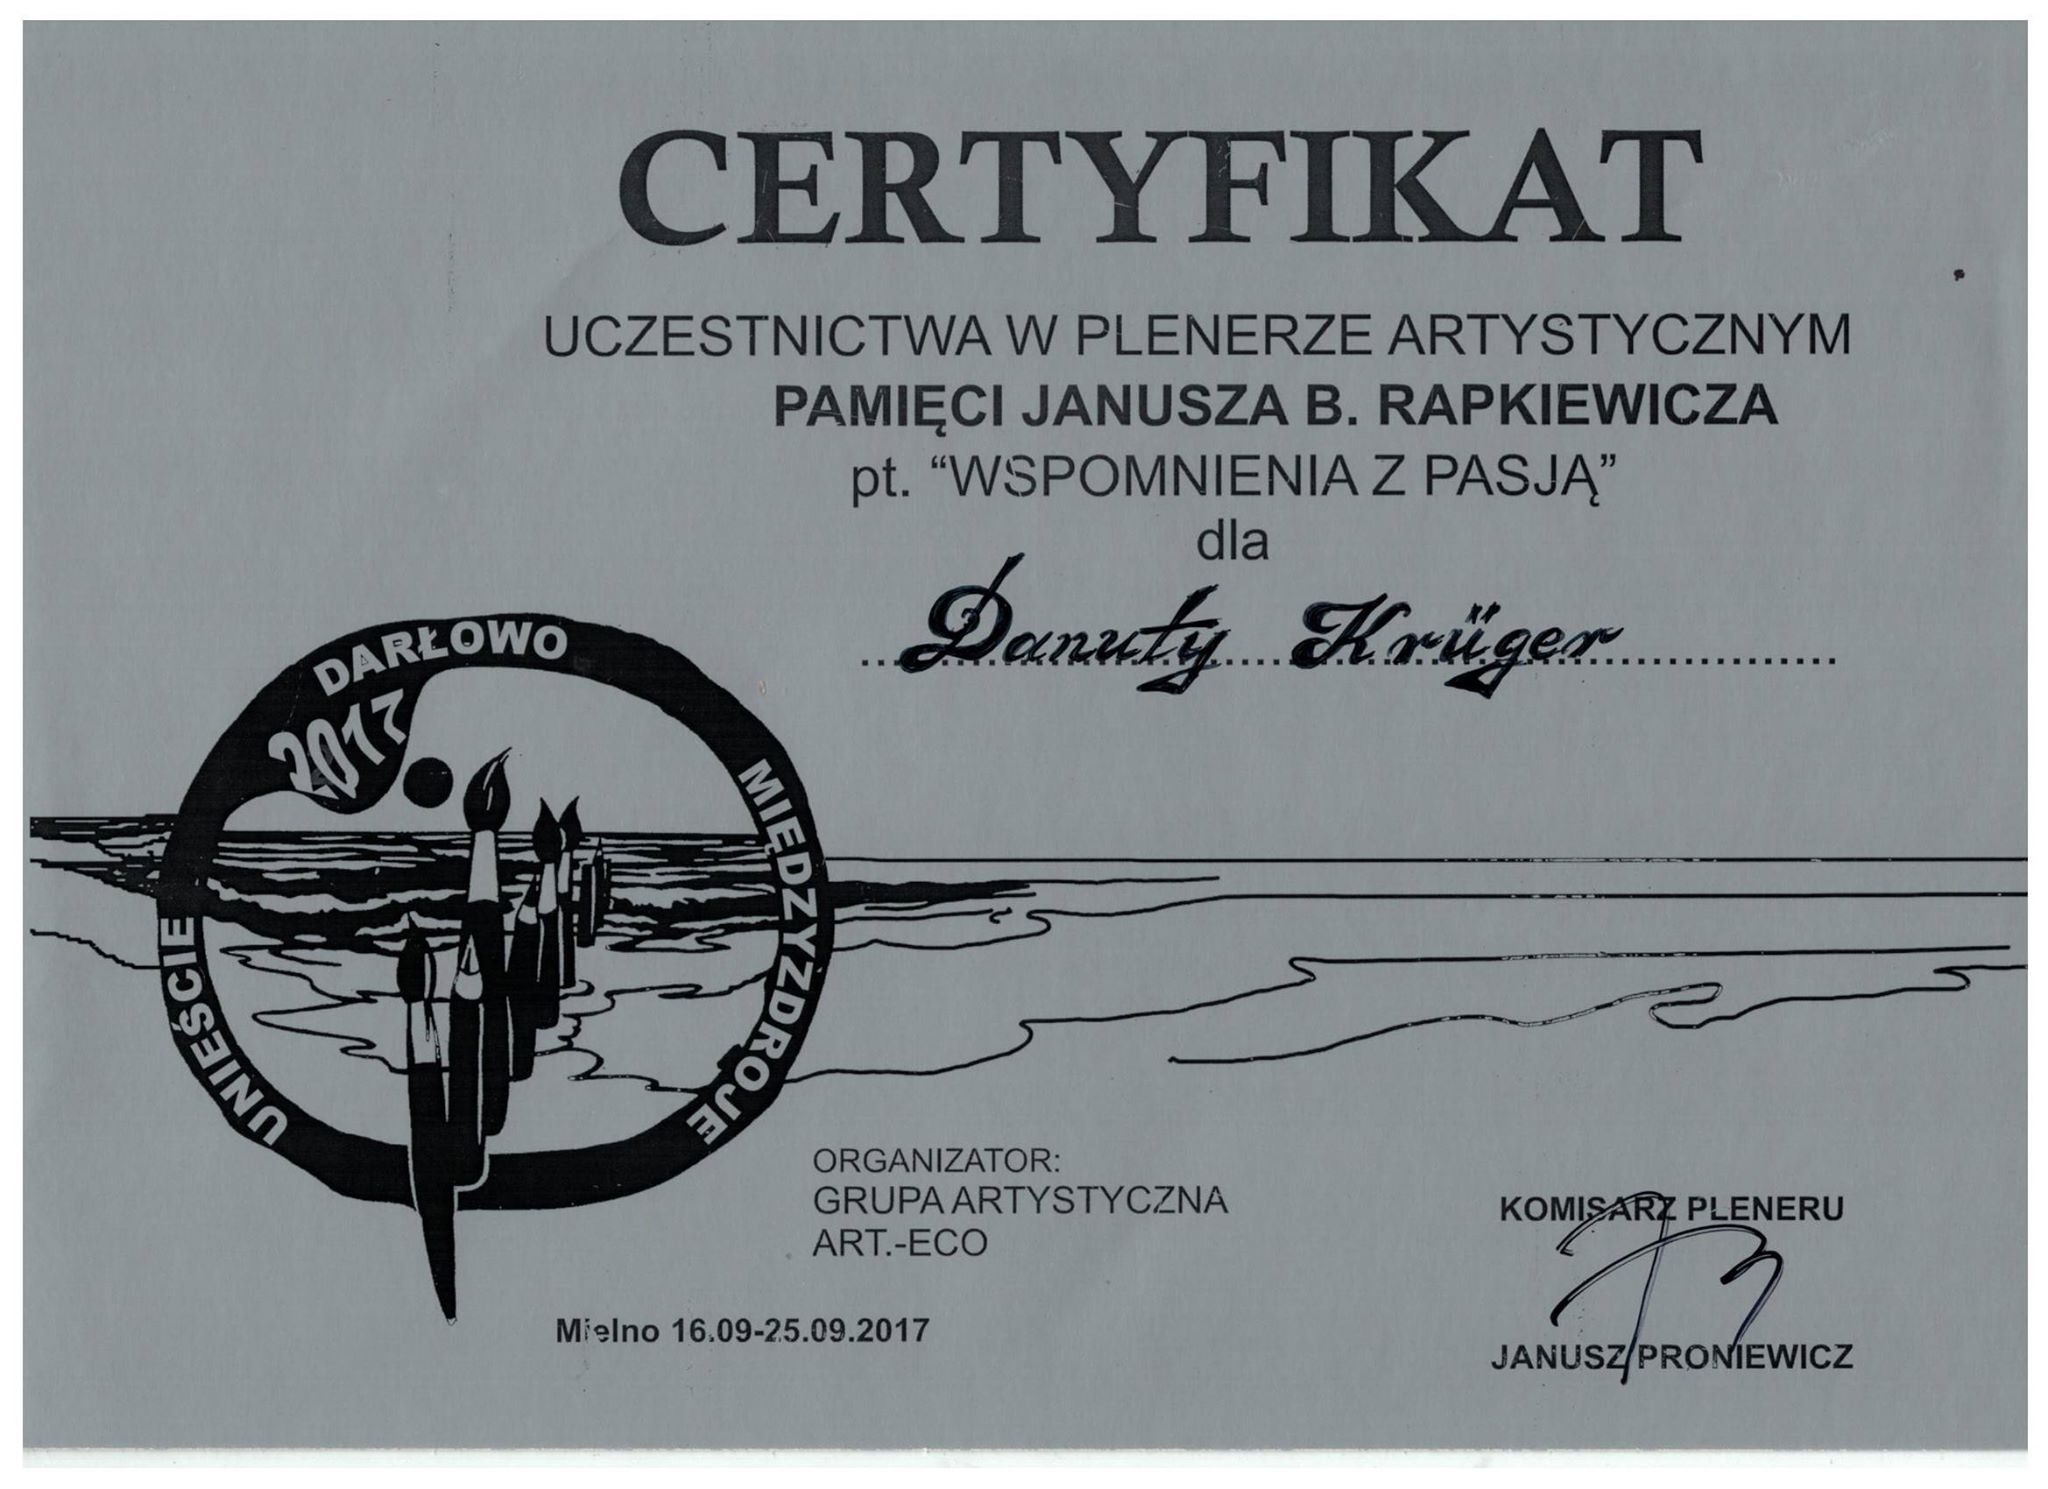 CERTYFIKAT
UCZESTNICTWA W PLENERZE ARTYSTYCZNYM
PAMIĘCI JANUSZA B. RAPKIEWICZA
pt. “WSPOMNIENIA Z PASJĄ”
dla
Danuty Krüger
DARŁOWO
2017
MIĘDZYZDROJE
UNIEŚCIE
ORGANIZATOR:
GRUPA ARTYSTYCZNA
ART.-ECO
Mielno 16.09-25.09.2017
KOMISARZ PLENERU
JANUSZ PRONIEWICZ